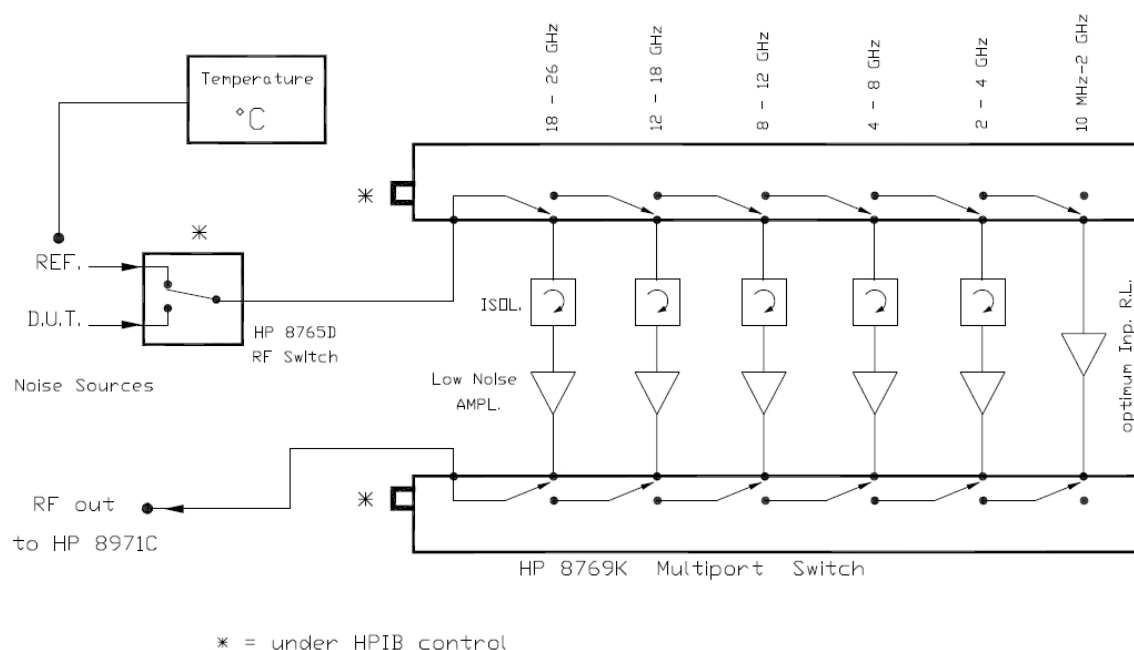 Temperature
°C
18 - 26 GHz
12 - 18 GHz
8 - 12 GHz
4 - 8 GHz
2 - 4 GHz
10 MHz-2 GHz
*
*
REF.
D.U.T.
HP 8765D
RF Switch
Noise Sources
ISOL.
Low Noise
AMPL.
optimum Inp. R.L.
RF out
to HP 8971C
*
HP 8769K Multiport Switch
* = under HPIB control